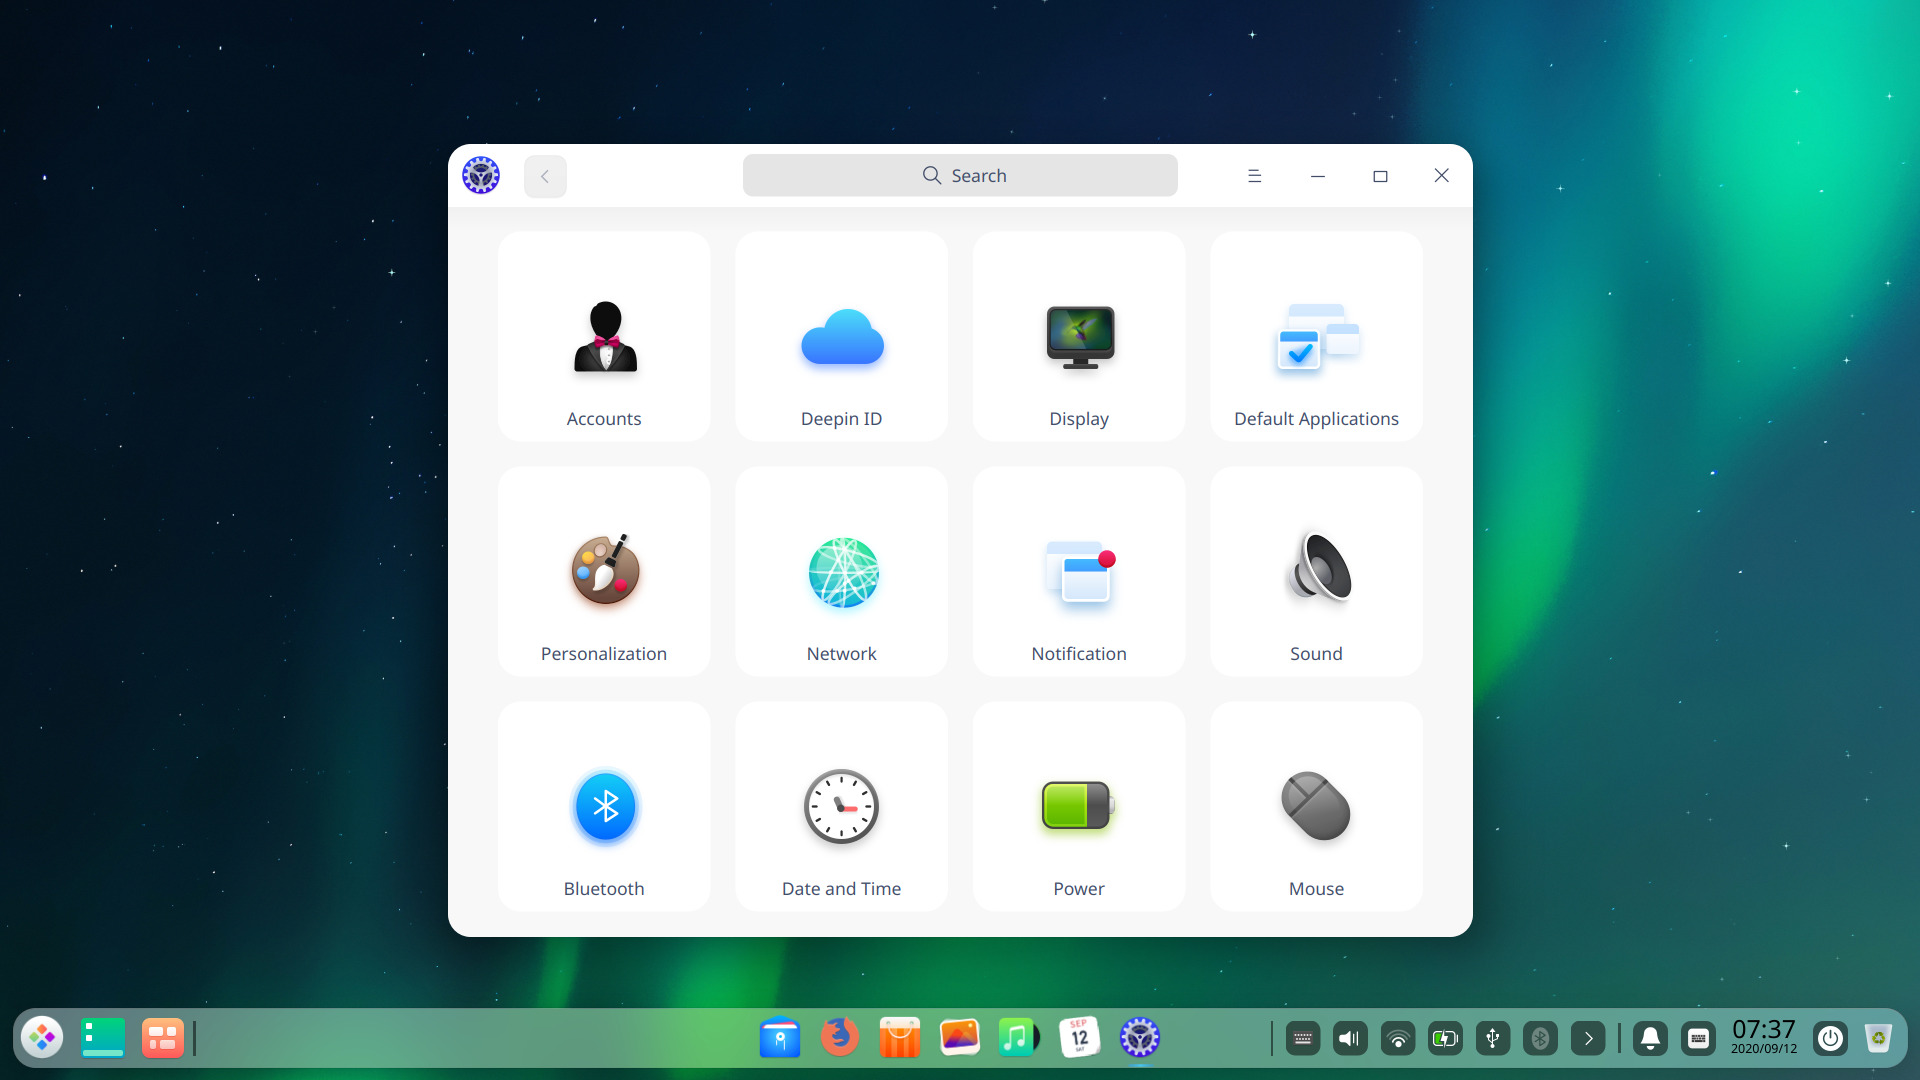 Search
Accounts
Deepin ID
Display
Default Applications
Personalization
Network
Notification
Sound
Bluetooth
Date and Time
Power
Mouse
SEP
12
SAT
07:37
2020/09/12